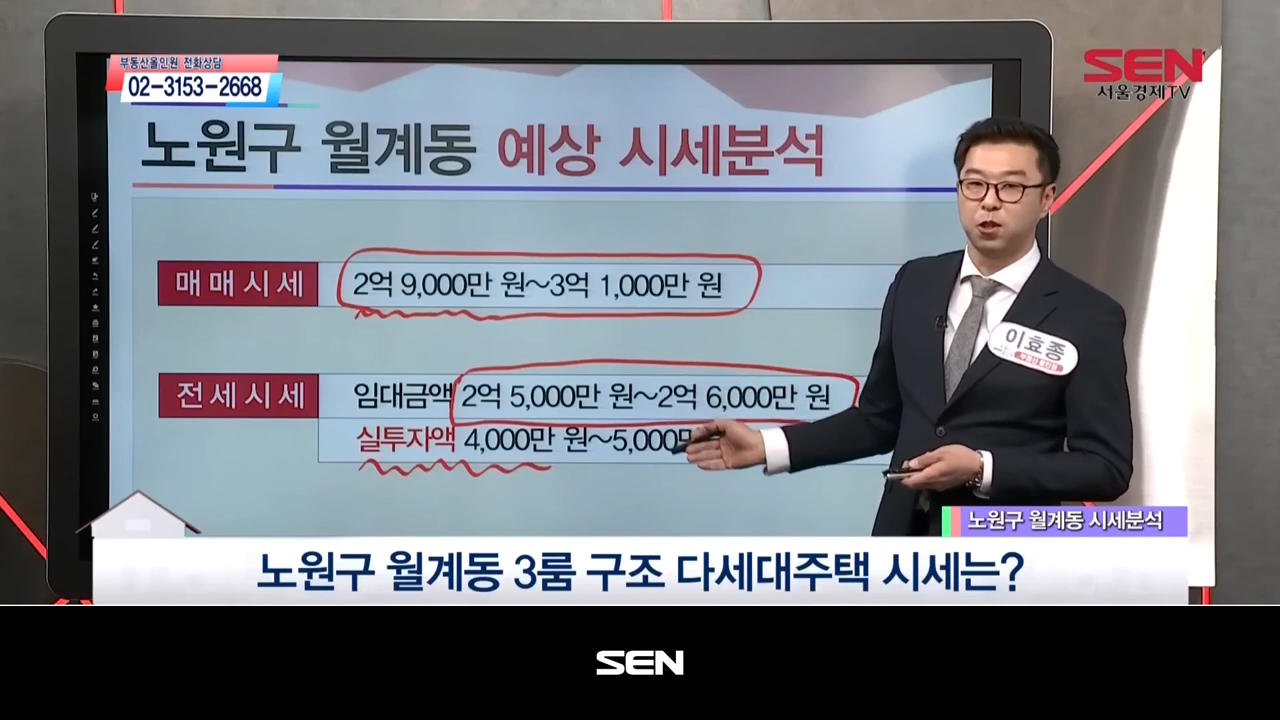 부동산올인원 전화상담
02-3153-2668
SEN
서울경제TV
노원구 월계동 예상 시세분석
매매시세 2억 9,000만 원~3억 1,000만 원
전세시세 임대금액 2억 5,000만 원~2억 6,000만 원
실투자액 4,000만 원~5,000만
이효종
노원구 월계동 시세분석
노원구 월계동 3룸 구조 다세대주택 시세는?
SEN